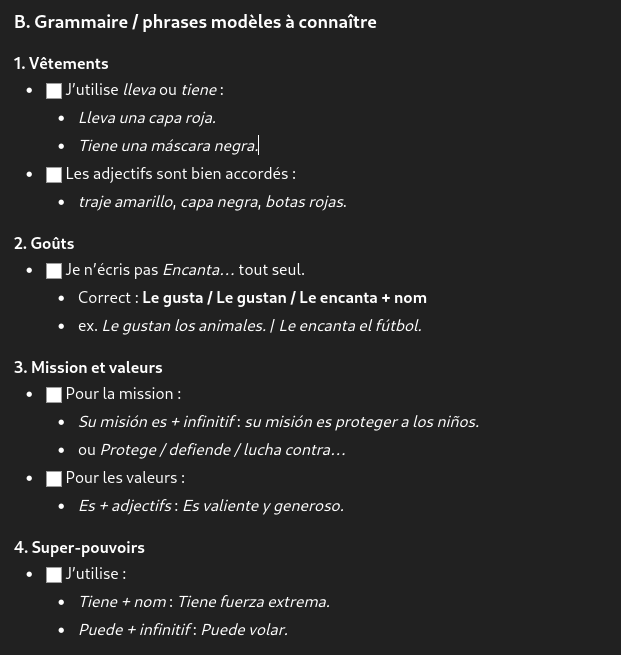 B. Grammaire / phrases modèles à connaître
1. Vêtements
J’utilise lleva ou tiene :
Lleva una capa roja.
Tiene una máscara negra.
Les adjectifs sont bien accordés :
traje amarillo, capa negra, botas rojas.
2. Goûts
Je n’écris pas Encanta… tout seul.
Correct : Le gusta / Le gustan / Le encanta + nom
ex. Le gustan los animales. / Le encanta el fútbol.
3. Mission et valeurs
Pour la mission :
Su misión es + infinitif : su misión es proteger a los niños.
ou Protege / defiende / lucha contra…
Pour les valeurs :
Es + adjectifs : Es valiente y generoso.
4. Super-pouvoirs
J’utilise :
Tiene + nom : Tiene fuerza extrema.
Puede + infinitif : Puede volar.